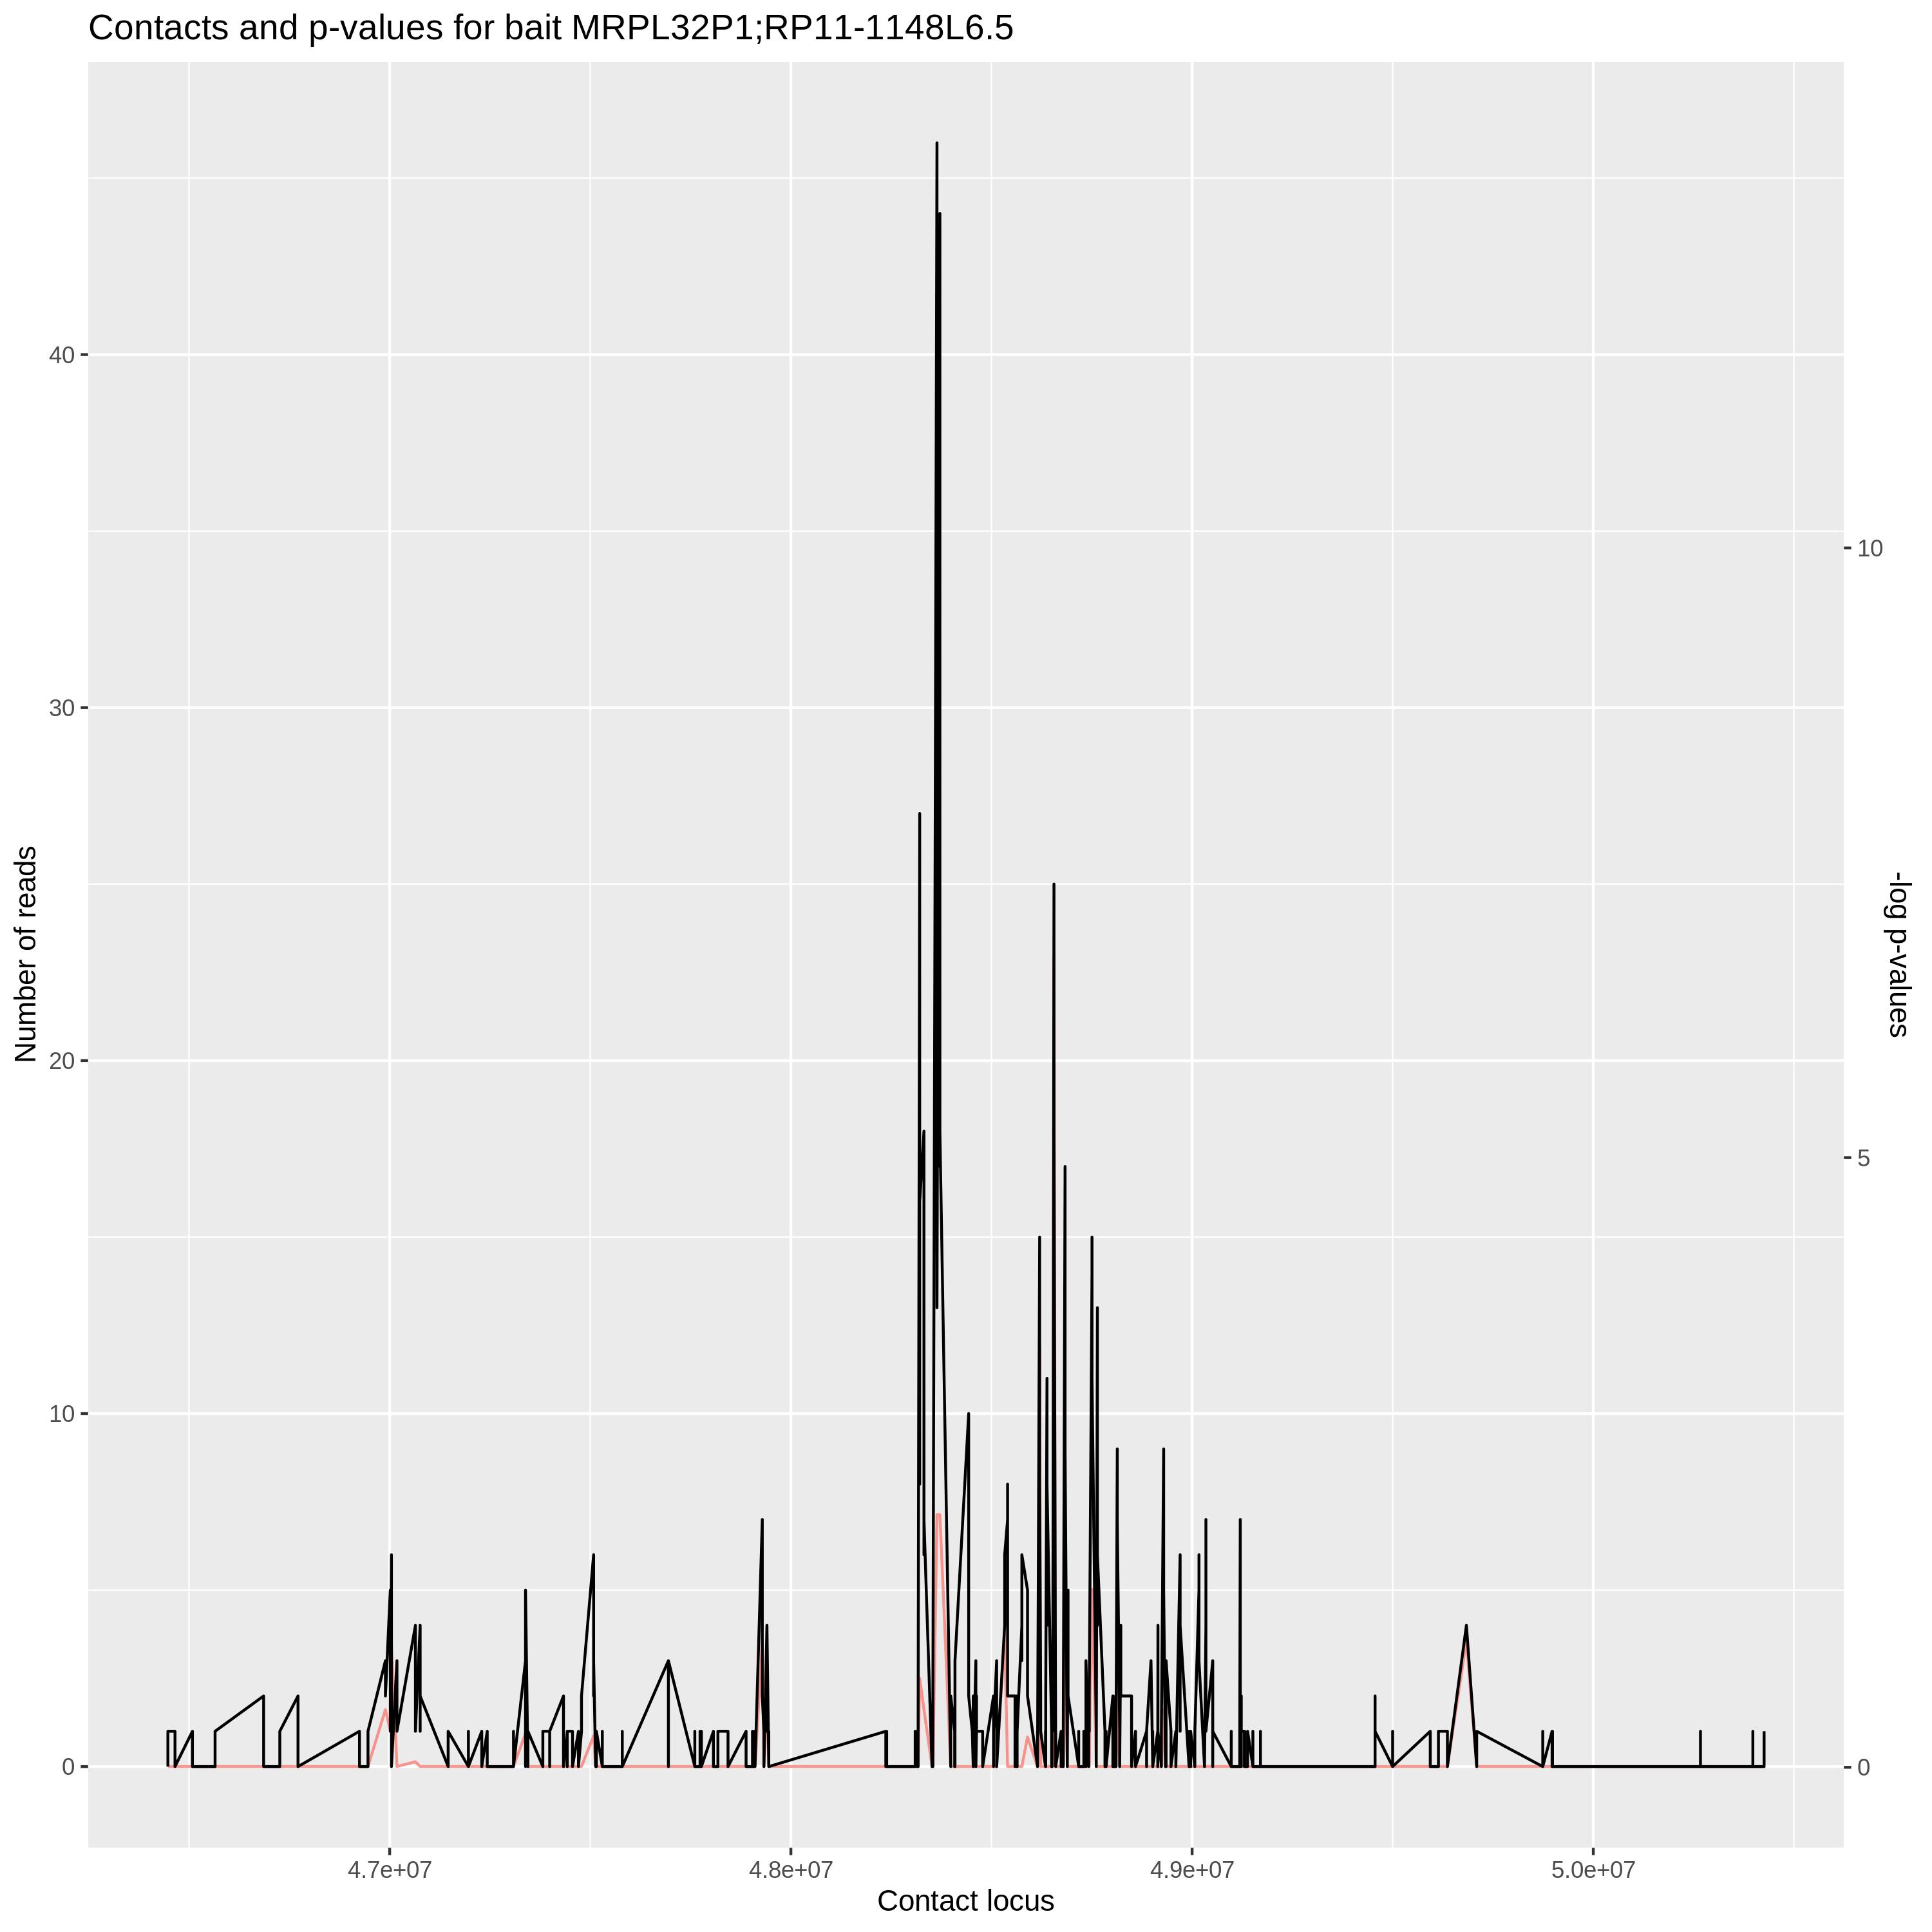 Contacts and p-values for bait MRPL32P1;RP11-1148L6.5
Number of reads
40
30
20
10
0
10
5
0
-log p-values
4.7e+07 4.8e+07 4.9e+07 5.0e+07
Contact locus